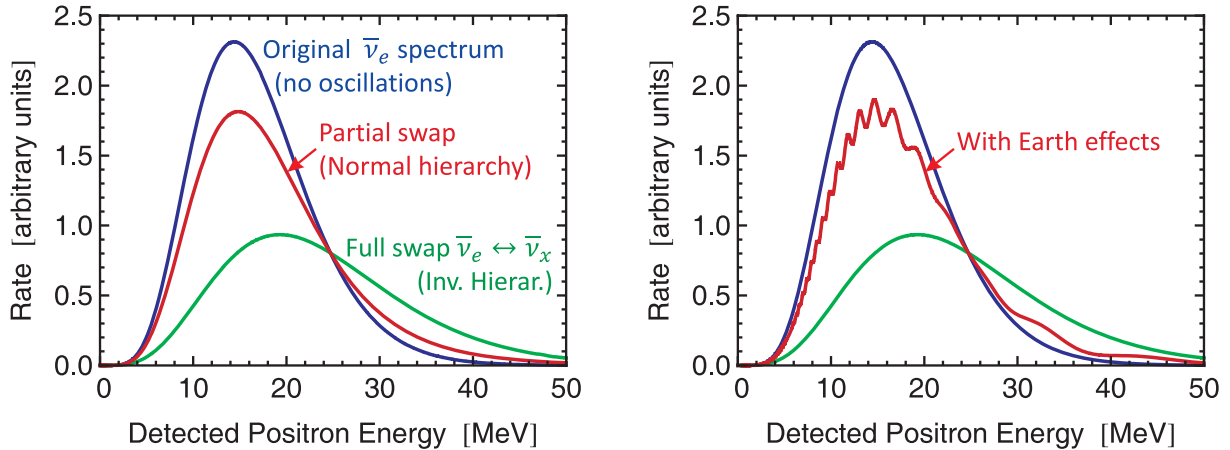 2.5
2.0
1.5
1.0
0.5
0.0
Rate [arbitrary units]
Original ν̅e spectrum
(no oscillations)
Partial swap
(Normal hierarchy)
Full swap ν̅e ↔ ν̅x
(Inv. Hierar.)
0 10 20 30 40 50
Detected Positron Energy [MeV]
2.5
2.0
1.5
1.0
0.5
0.0
Rate [arbitrary units]
With Earth effects
0 10 20 30 40 50
Detected Positron Energy [MeV]